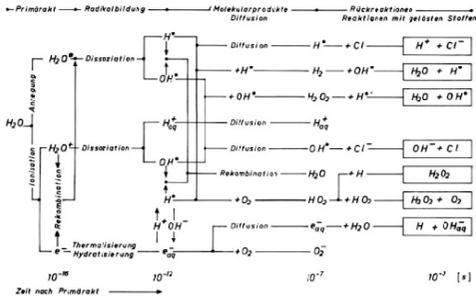 Primärakt Radikalbildung Molekularprodukte Rückreaktionen
Diffusion Reaktionen mit gelösten Stoffen
H• Diffusion H• + Cl H⁺ + Cl⁻
H₂O• Dissoziation +H• H₂ + OH• H₂O + H•
OH• +OH• H₂O₂ + H• H₂O + OH•
Anregung
H₂O H⁺aq Diffusion H⁺aq
Ionisation H₂O⁺ Dissoziation Diffusion OH• + Cl⁻ OH⁻ + Cl
OH• Rekombination H₂O + H H₂O₂
Rekombination H• + O₂ HO₂ + HO₂ H₂O₂ + O₂
H⁺ OH⁻ Diffusion e⁻aq + H₂O H + OH⁻aq
e⁻ Thermalisierung Hydratisierung e⁻aq + O₂ O₂⁻
10⁻¹⁶ 10⁻¹² 10⁻⁷ [s]
Zeit nach Primärakt